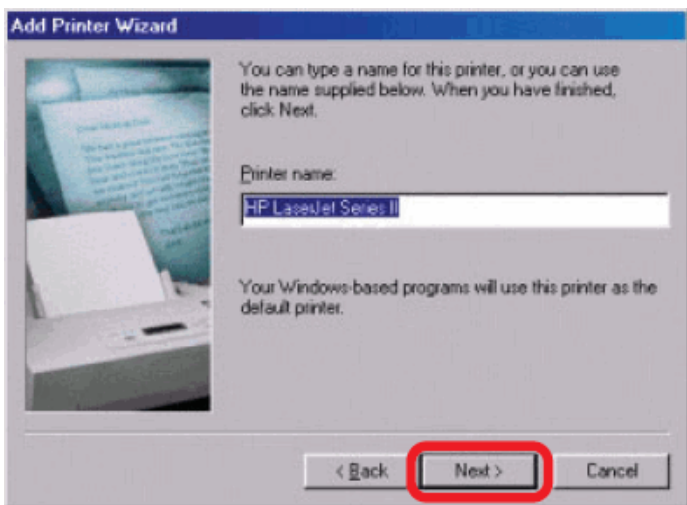 Add Printer Wizard
You can type a name for this printer, or you can use
the name supplied below. When you have finished,
click Next.
Printer name:
HP LaserJet Series II
Your Windows-based programs will use this printer as the
default printer.
< Back
Next >
Cancel